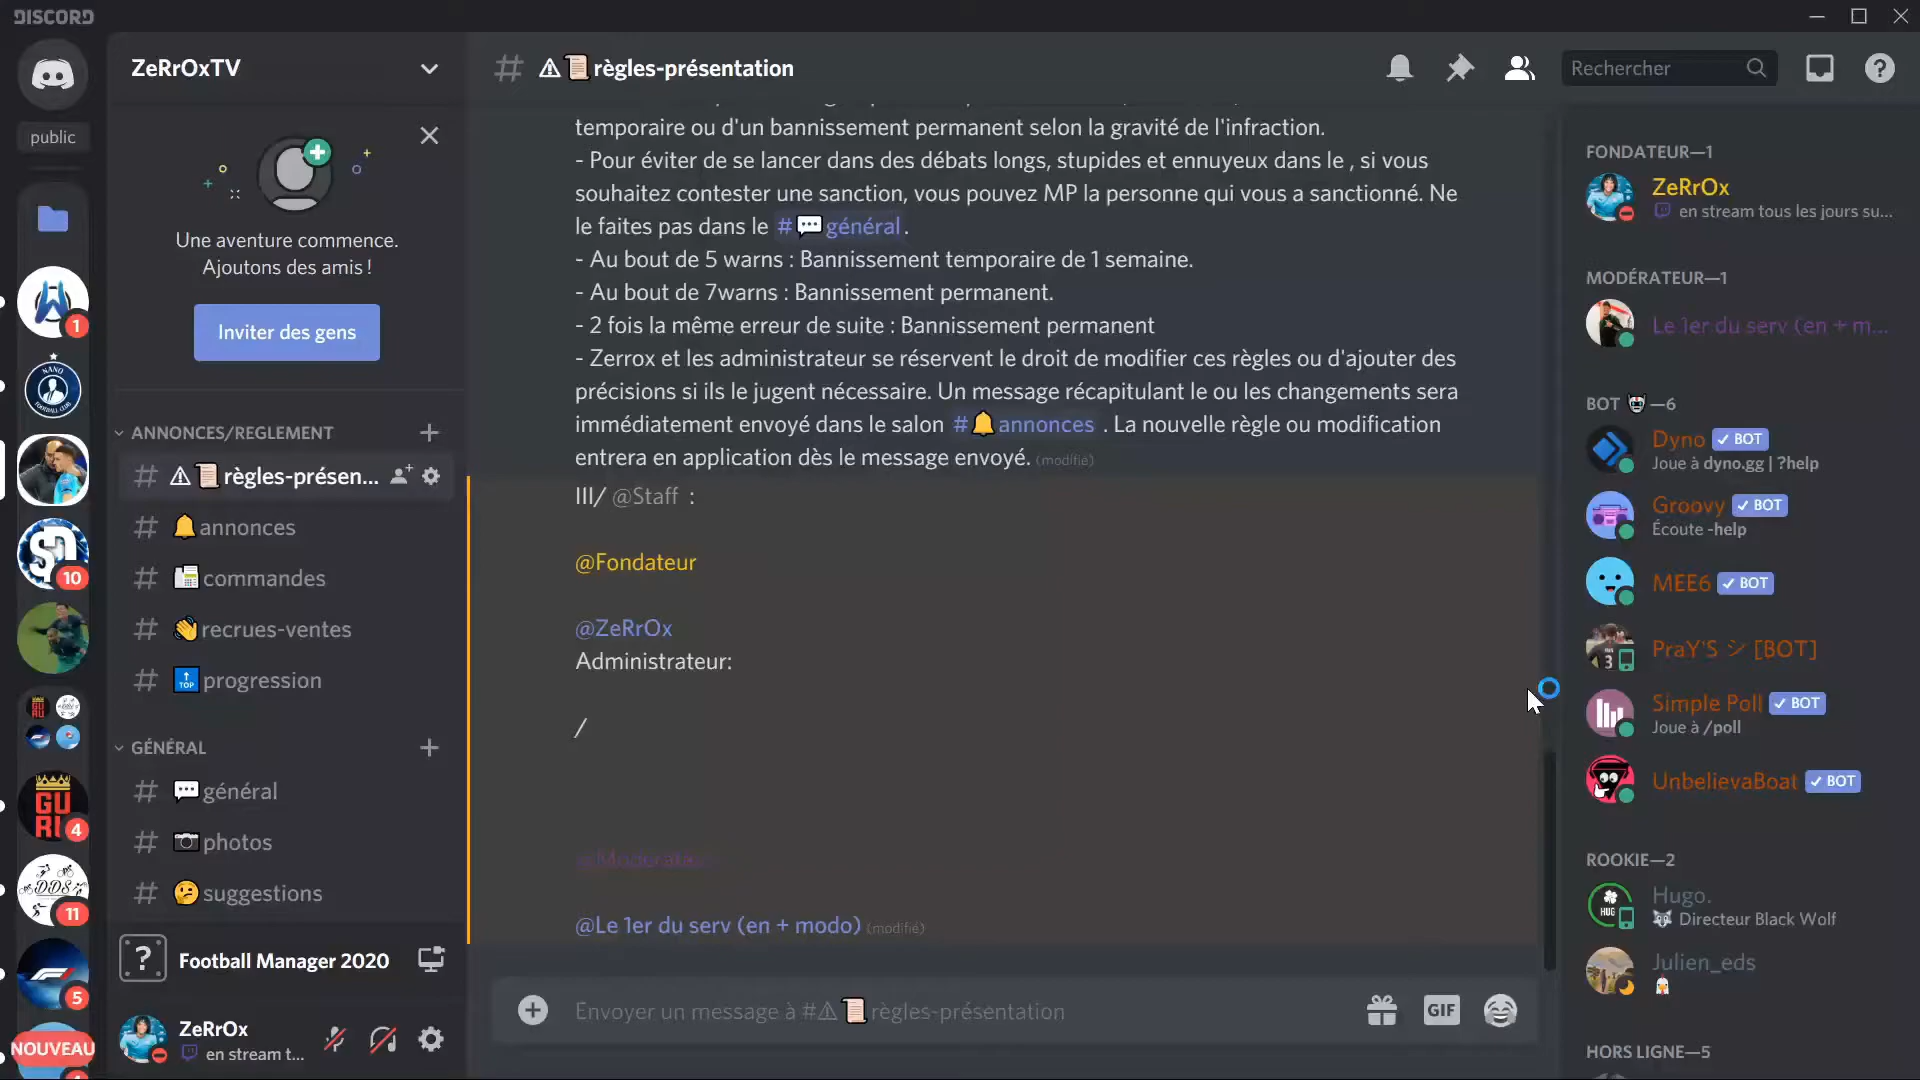 DISCORD
public
1
10
4
11
5
NOUVEAU
ZeRrOxTV
Une aventure commence.
Ajoutons des amis !
Inviter des gens
ANNONCES/REGLEMENT
règles-présen...
annonces
commandes
recrues-ventes
TOP
progression
GÉNÉRAL
général
photos
suggestions
Football Manager 2020
ZeRrOx
en stream t...
# règles-présentation
temporaire ou d'un bannissement permanent selon la gravité de l'infraction.
- Pour éviter de se lancer dans des débats longs, stupides et ennuyeux dans le , si vous
souhaitez contester une sanction, vous pouvez MP la personne qui vous a sanctionné. Ne
le faites pas dans le #💬général .
- Au bout de 5 warns : Bannissement temporaire de 1 semaine.
- Au bout de 7warns : Bannissement permanent.
- 2 fois la même erreur de suite : Bannissement permanent
- Zerrox et les administrateur se réservent le droit de modifier ces règles ou d'ajouter des
précisions si ils le jugent nécessaire. Un message récapitulant le ou les changements sera
immédiatement envoyé dans le salon #🔔annonces . La nouvelle règle ou modification
entrera en application dès le message envoyé. (modifié)
III/ @Staff :
@Fondateur
@ZeRrOx
Administrateur:
/
@Modérateur
@Le 1er du serv (en + modo) (modifié)
Envoyer un message à #⚠📜règles-présentation
GIF
Rechercher
FONDATEUR—1
ZeRrOx
en stream tous les jours su...
MODÉRATEUR—1
Le 1er du serv (en + m...
BOT 🤖—6
Dyno ✓ BOT
Joue à dyno.gg | ?help
Groovy ✓ BOT
Écoute -help
MEE6 ✓ BOT
PraY'S シ [BOT]
Simple Poll ✓ BOT
Joue à /poll
UnbelievaBoat ✓ BOT
ROOKIE—2
Hugo.
Directeur Black Wolf
Julien_eds
HORS LIGNE—5